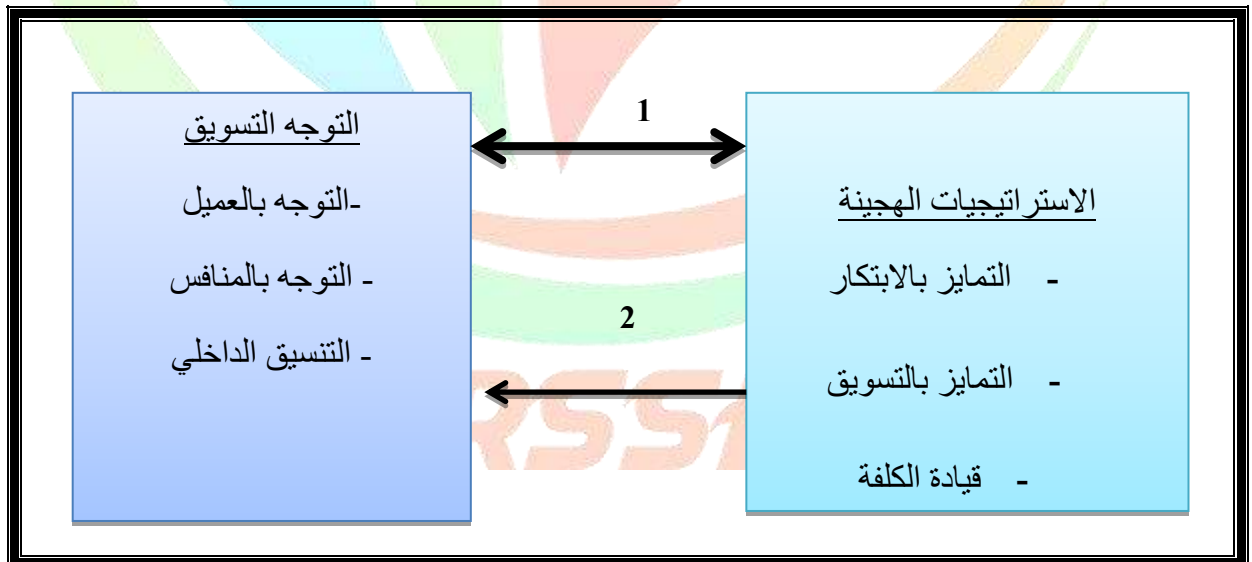 1
الاستراتيجيات الهجينة
- التمايز بالابتكار
- التمايز بالتسويق
- قيادة الكلفة
التوجه التسويق
-التوجه بالعميل
- التوجه بالمنافس
- التنسيق الداخلي
2